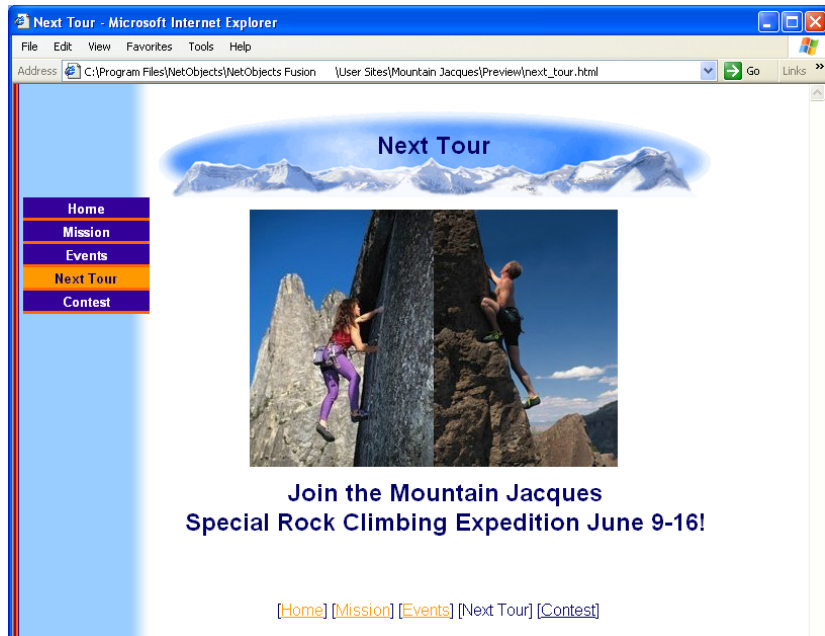 Next Tour - Microsoft Internet Explorer
File Edit View Favorites Tools Help
Address C:\Program Files\NetObjects\NetObjects Fusion \User Sites\Mountain Jacques\Preview\next_tour.html Go Links »
Next Tour
Home
Mission
Events
Next Tour
Contest
Join the Mountain Jacques
Special Rock Climbing Expedition June 9-16!
[Home] [Mission] [Events] [Next Tour] [Contest]